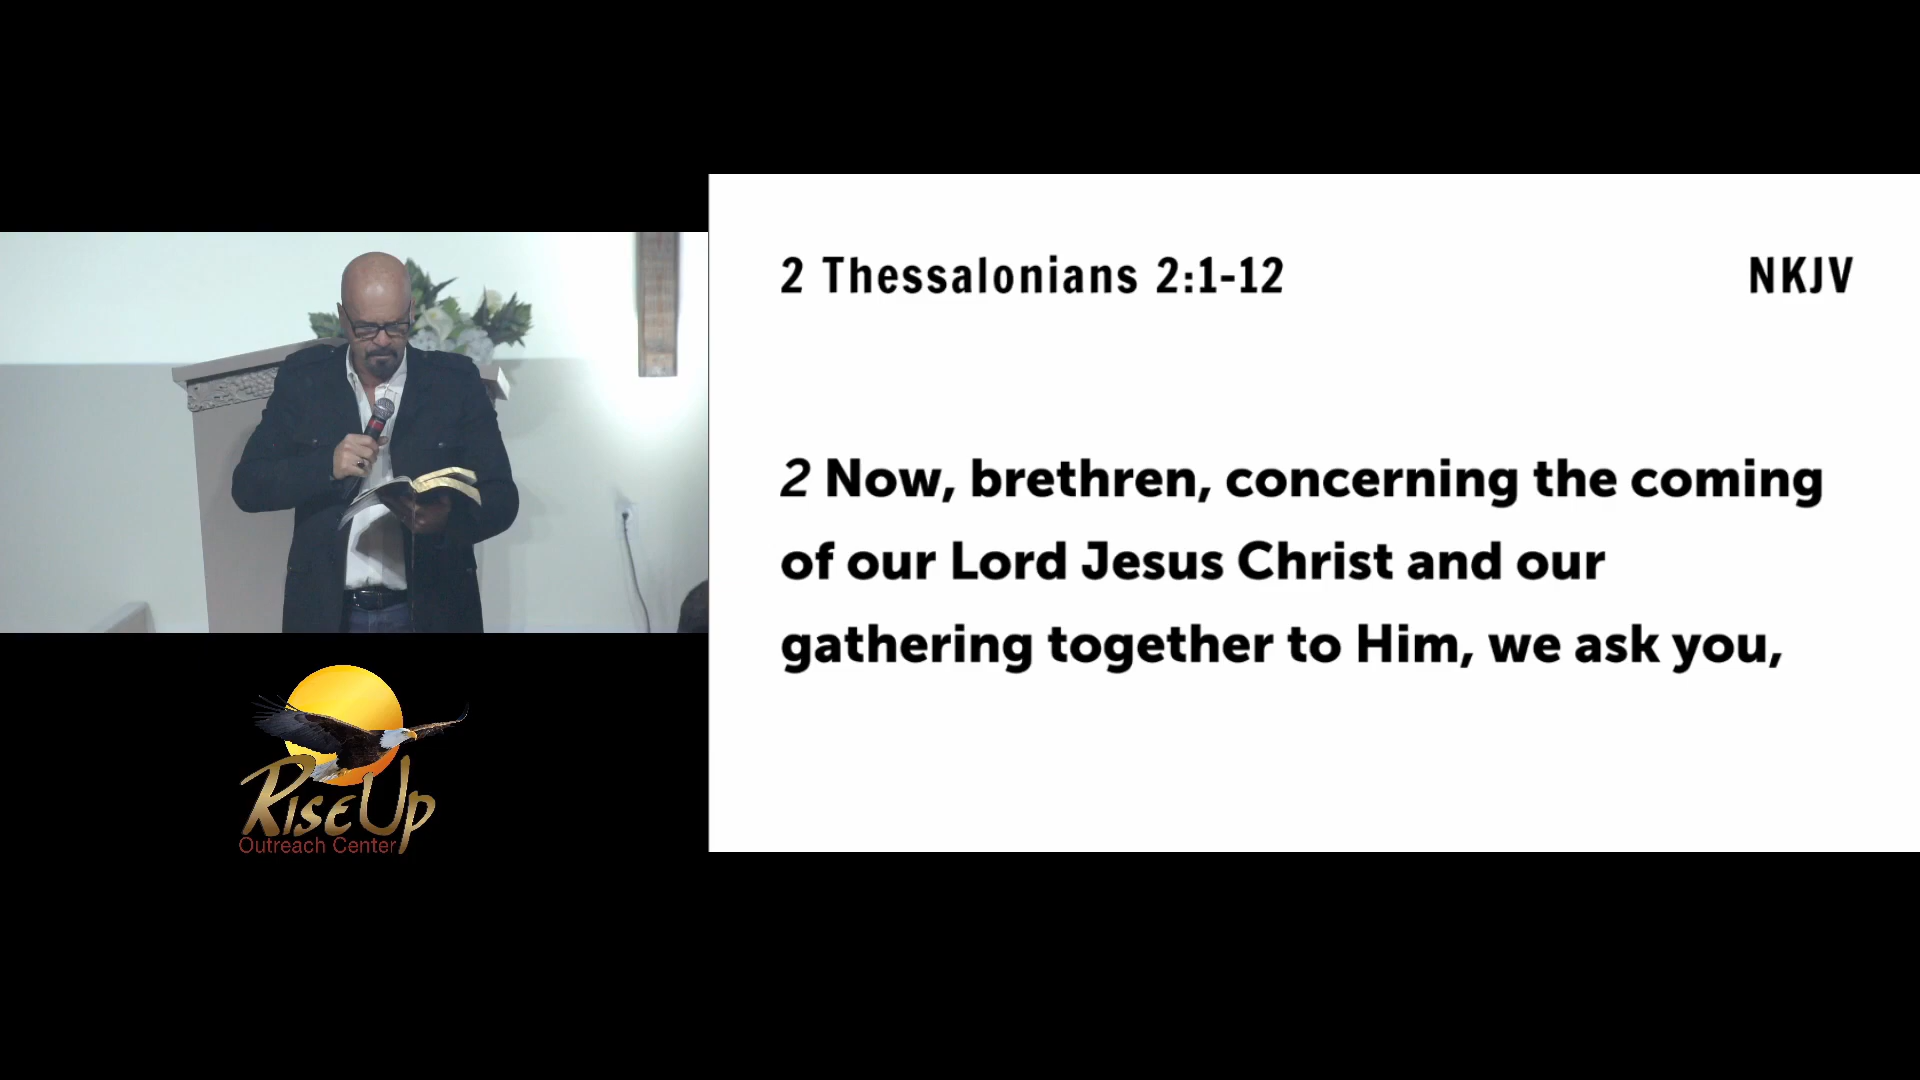 2 Thessalonians 2:1-12 NKJV
2 Now, brethren, concerning the coming
of our Lord Jesus Christ and our
gathering together to Him, we ask you,
RiseUp
Outreach Center